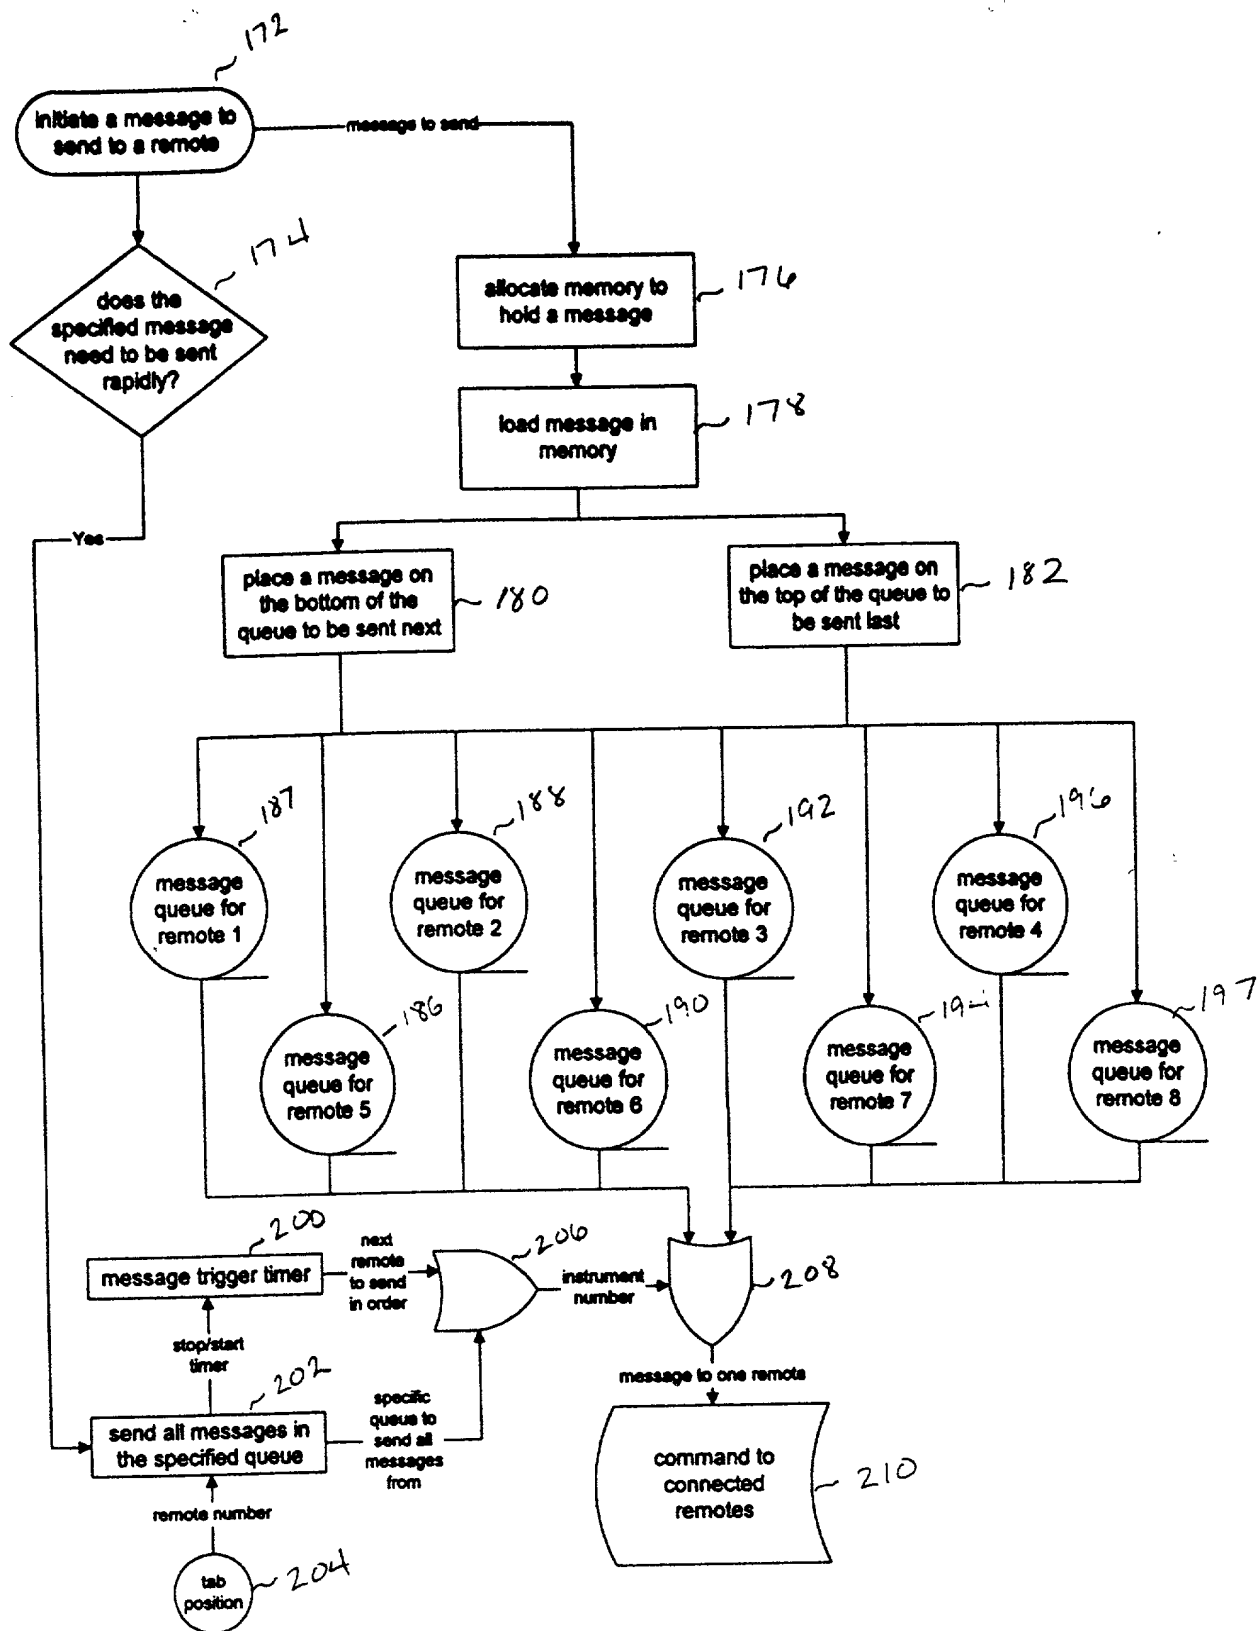 172
initiate a message to
send to a remote
message to send
174
does the
specified message
need to be sent
rapidly?
allocate memory to
hold a message
176
load message in
memory
178
Yes
place a message on
the bottom of the
queue to be sent next
180
place a message on
the top of the queue to
be sent last
182
187
message
queue for
remote 1
188
message
queue for
remote 2
192
message
queue for
remote 3
196
message
queue for
remote 4
186
message
queue for
remote 5
190
message
queue for
remote 6
194
message
queue for
remote 7
197
message
queue for
remote 8
200
message trigger timer
next
remote
to send
in order
206
instrument
number
208
stop/start
timer
202
send all messages in
the specified queue
specific
queue to
send all
messages
from
message to one remote
command to
connected
remotes
210
remote number
tab
position
204